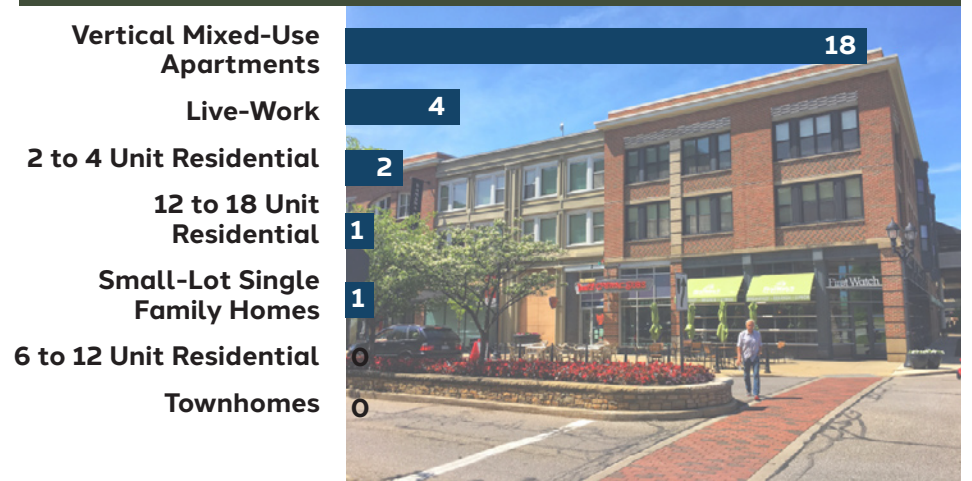 Vertical Mixed-Use
Apartments
18
Live-Work
4
2 to 4 Unit Residential
2
12 to 18 Unit
Residential
1
Small-Lot Single
Family Homes
1
6 to 12 Unit Residential
0
Townhomes
0
First Watch